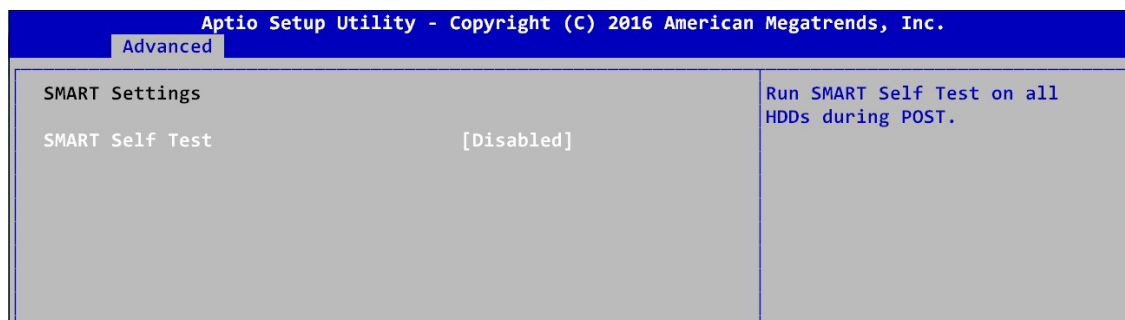 Aptio Setup Utility - Copyright (C) 2016 American Megatrends, Inc.
Advanced
SMART Settings
SMART Self Test [Disabled]
Run SMART Self Test on all
HDDs during POST.